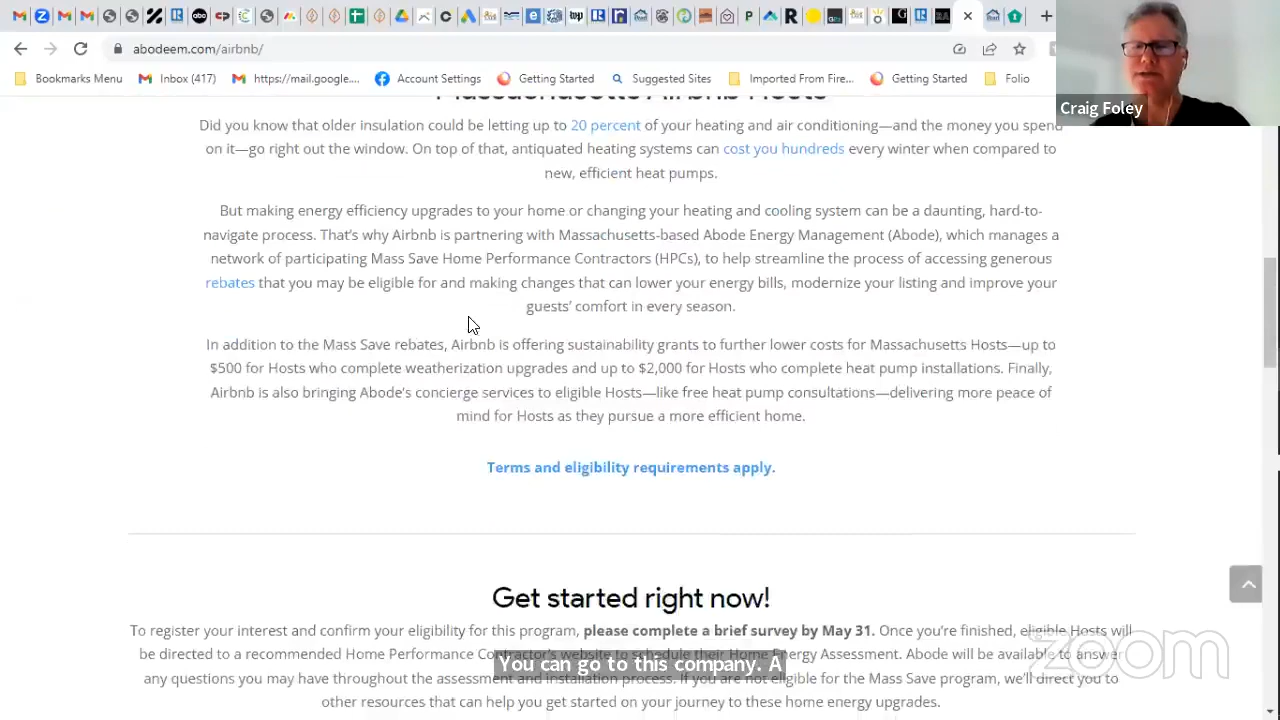 abodeem.com/airbnb/
Bookmarks Menu
Inbox (417)
https://mail.google....
Account Settings
Getting Started
Suggested Sites
Imported From Fire...
Getting Started
Folio
Craig Foley
Massachusetts Airbnb Hosts
Did you know that older insulation could be letting up to 20 percent of your heating and air conditioning—and the money you spend
on it—go right out the window. On top of that, antiquated heating systems can cost you hundreds every winter when compared to
new, efficient heat pumps.
But making energy efficiency upgrades to your home or changing your heating and cooling system can be a daunting, hard-to-
navigate process. That's why Airbnb is partnering with Massachusetts-based Abode Energy Management (Abode), which manages a
network of participating Mass Save Home Performance Contractors (HPCs), to help streamline the process of accessing generous
rebates that you may be eligible for and making changes that can lower your energy bills, modernize your listing and improve your
guests' comfort in every season.
In addition to the Mass Save rebates, Airbnb is offering sustainability grants to further lower costs for Massachusetts Hosts—up to
$500 for Hosts who complete weatherization upgrades and up to $2,000 for Hosts who complete heat pump installations. Finally,
Airbnb is also bringing Abode's concierge services to eligible Hosts—like free heat pump consultations—delivering more peace of
mind for Hosts as they pursue a more efficient home.
Terms and eligibility requirements apply.
Get started right now!
To register your interest and confirm your eligibility for this program, please complete a brief survey by May 31. Once you're finished, eligible Hosts will
be directed to a recommended Home Performance Contractor's website to schedule their Home Energy Assessment. Abode will be available to answer
You can go to this company. A
any questions you may have throughout the assessment and installation process. If you are not eligible for the Mass Save program, we'll direct you to
other resources that can help you get started on your journey to these home energy upgrades.
zoom